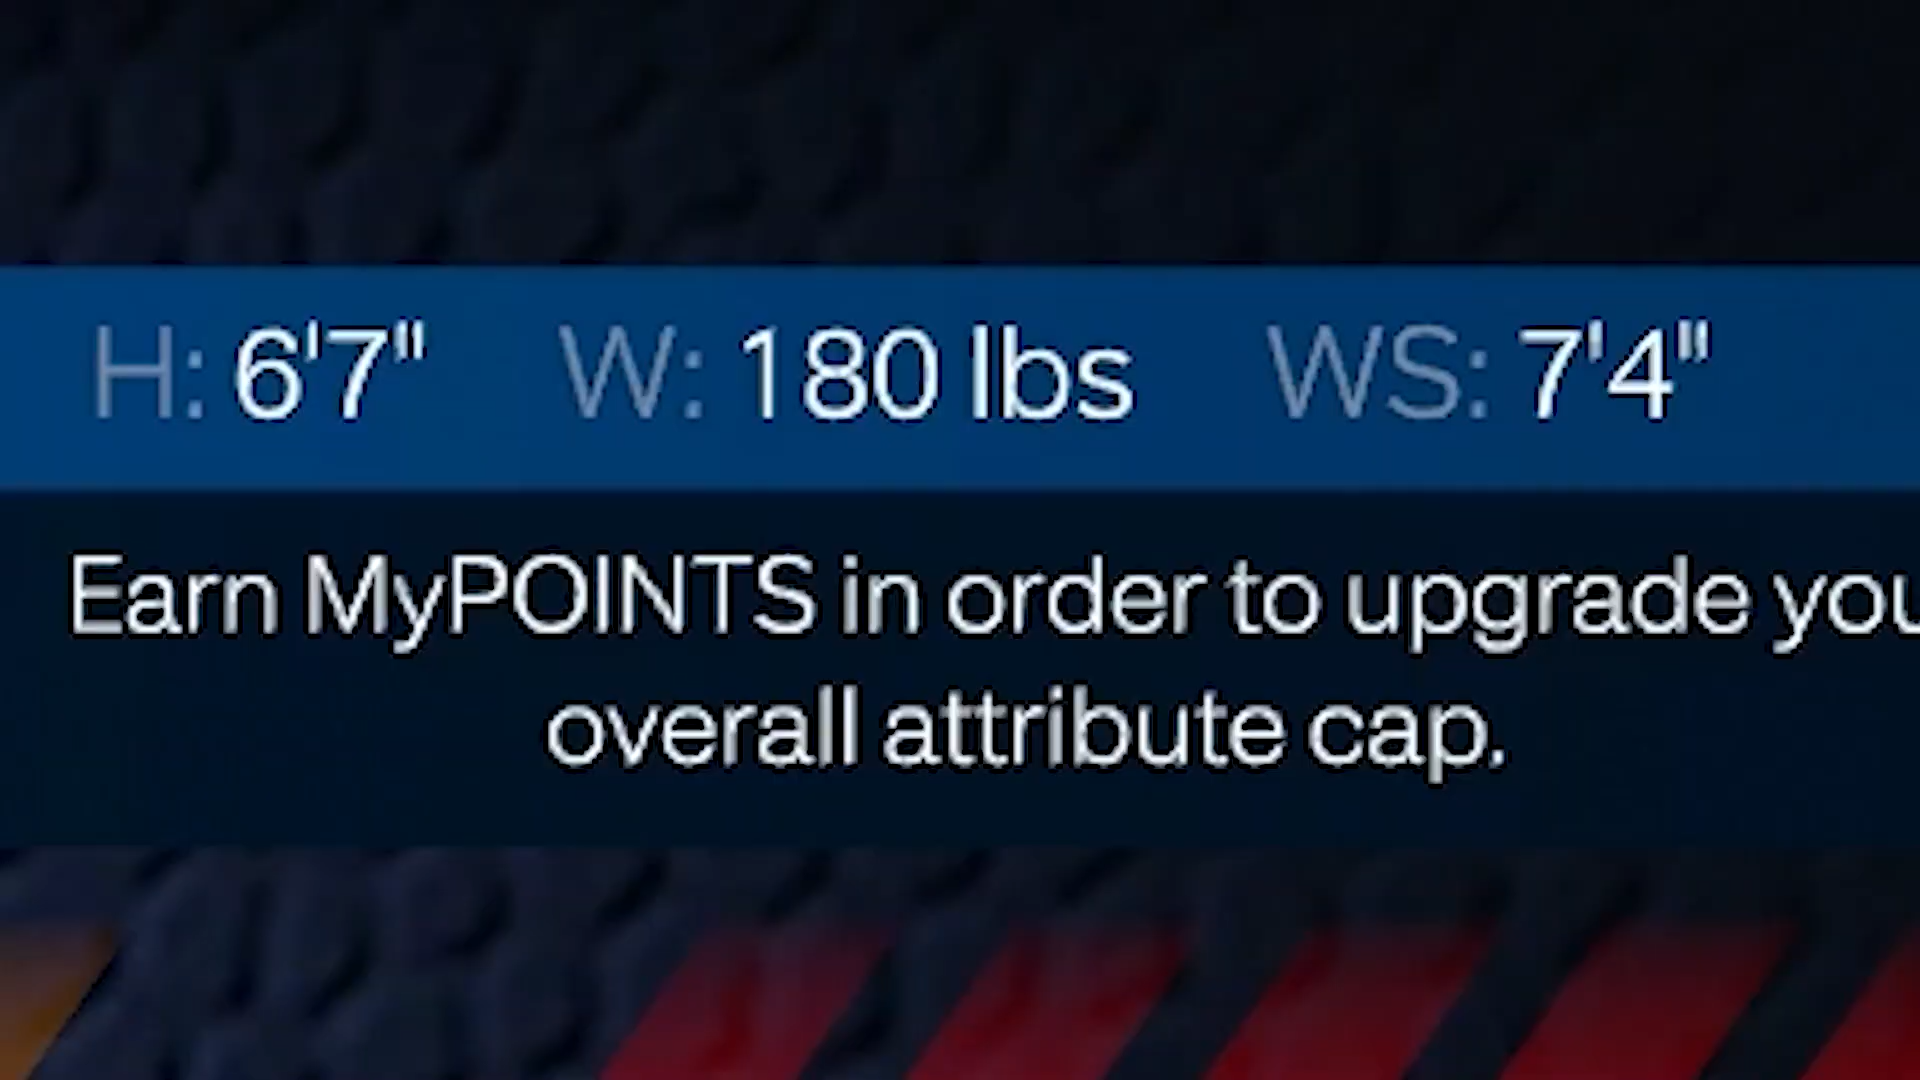 H: 6'7" W: 180 lbs WS: 7'4"
Earn MyPOINTS in order to upgrade you
overall attribute cap.